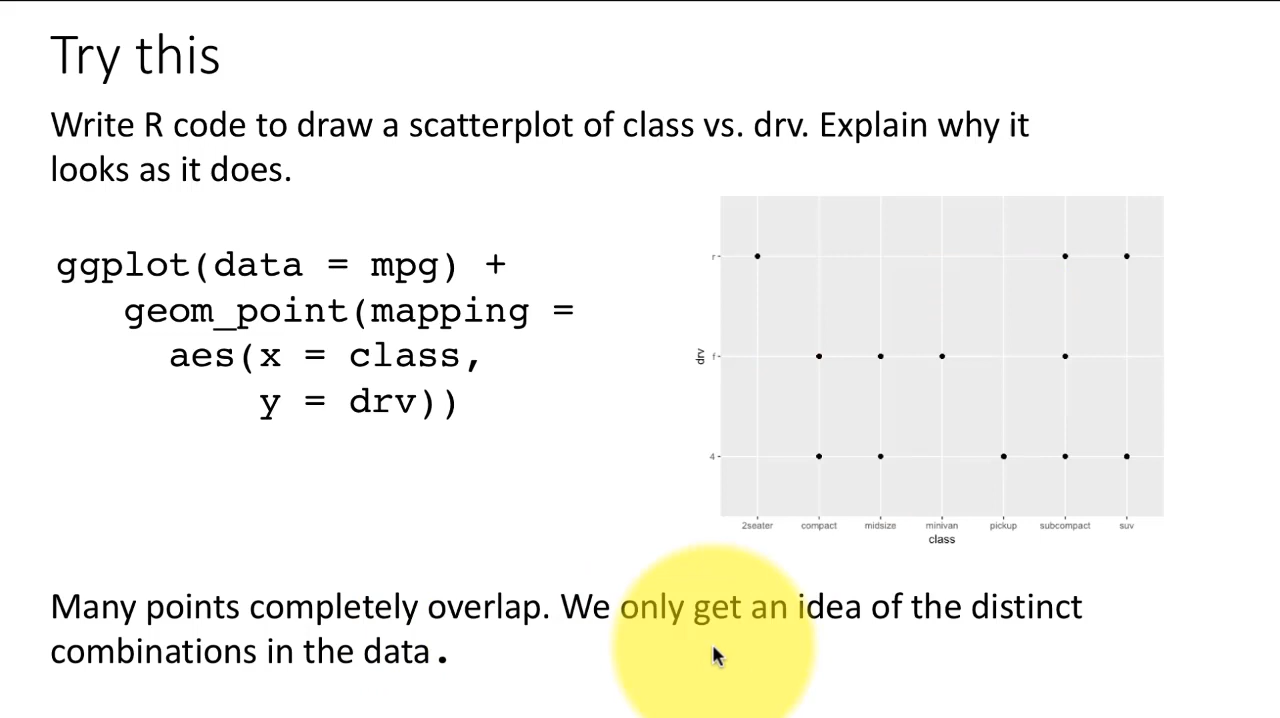 Try this
Write R code to draw a scatterplot of class vs. drv. Explain why it
looks as it does.
ggplot(data = mpg) +
geom_point(mapping =
aes(x = class,
y = drv))
r
drv
f
4
2seater compact midsize minivan pickup subcompact suv
class
Many points completely overlap. We only get an idea of the distinct
combinations in the data.